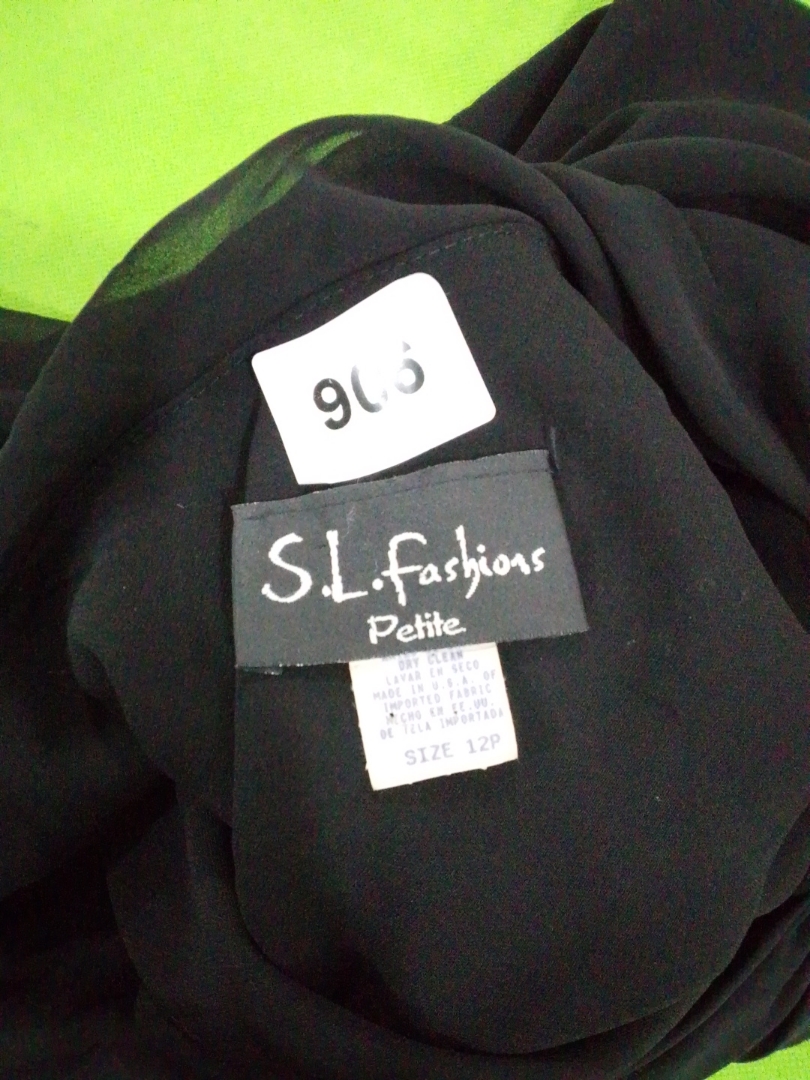 906
S.L.fashions
Petite
DRY CLEAN
LAVAR EN SECO
MADE IN U.S.A. OF
IMPORTED FABRIC
HECHO EN EE.UU.
DE TELA IMPORTADA
SIZE 12P